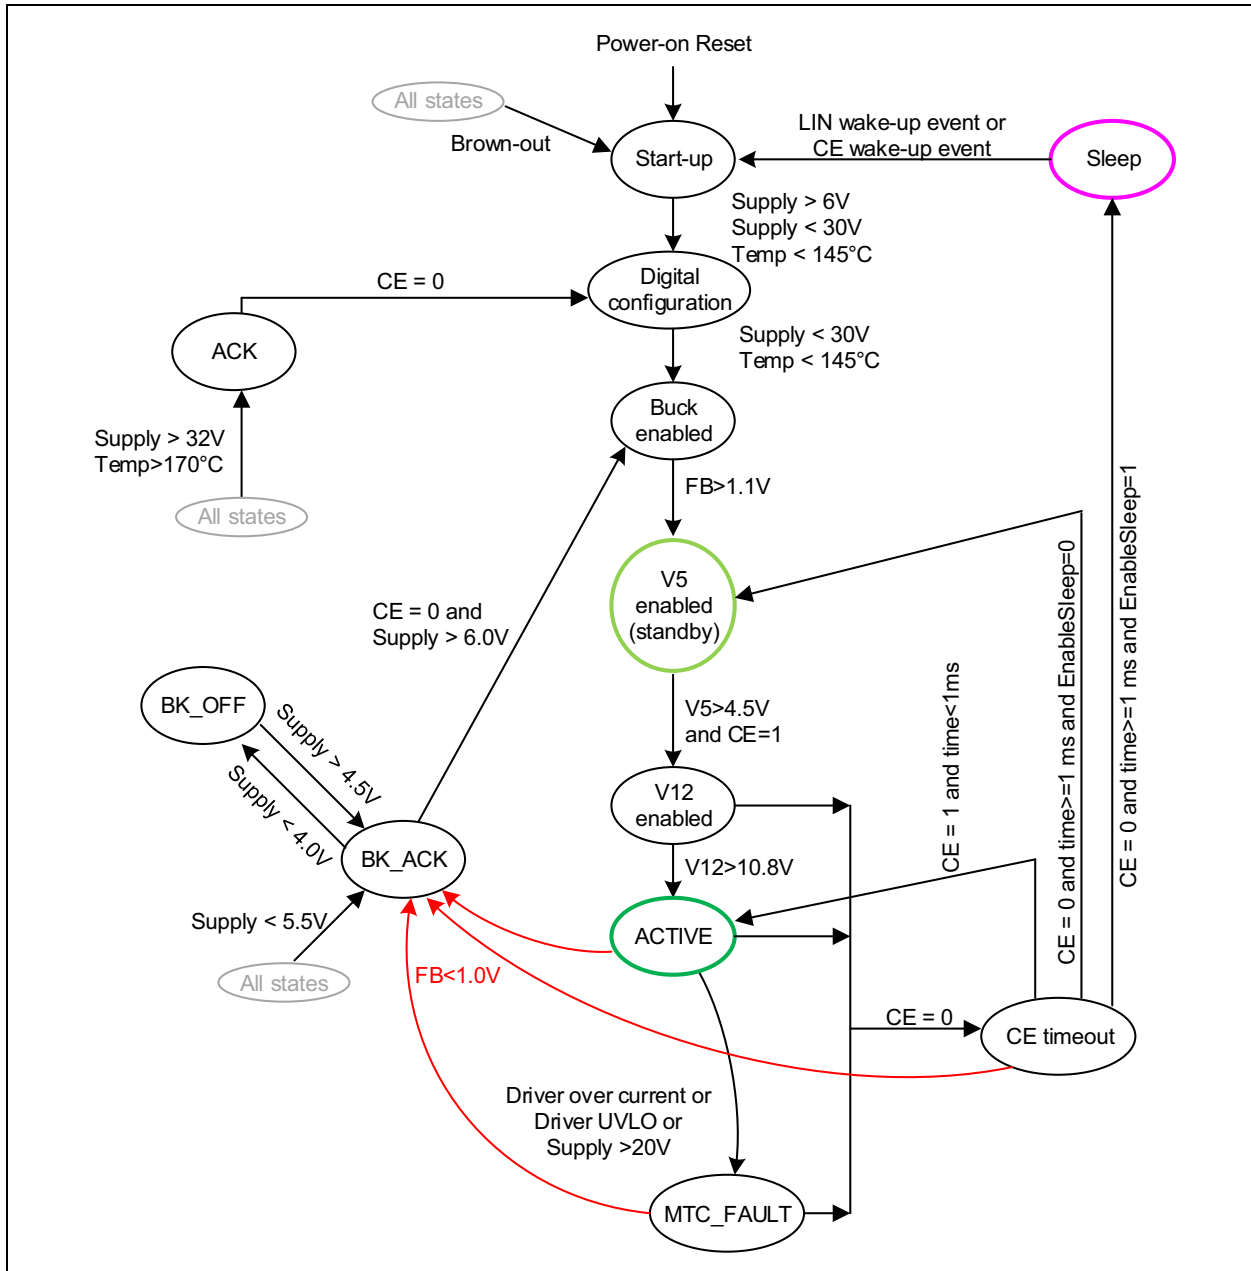 Power-on Reset
All states
Brown-out
Start-up
LIN wake-up event or
CE wake-up event
Sleep
Supply > 6V
Supply < 30V
Temp < 145°C
CE = 0
Digital
configuration
ACK
Supply < 30V
Temp < 145°C
Buck
enabled
Supply > 32V
Temp>170°C
All states
FB>1.1V
V5
enabled
(standby)
CE = 0 and
Supply > 6.0V
BK_OFF
Supply > 4.5V
Supply < 4.0V
V5>4.5V
and CE=1
V12
enabled
BK_ACK
V12>10.8V
Supply < 5.5V
All states
FB<1.0V
ACTIVE
CE = 1 and time<1ms
CE = 0 and time>=1 ms and EnableSleep=0
CE = 0 and time>=1 ms and EnableSleep=1
CE = 0
CE timeout
Driver over current or
Driver UVLO or
Supply >20V
MTC_FAULT